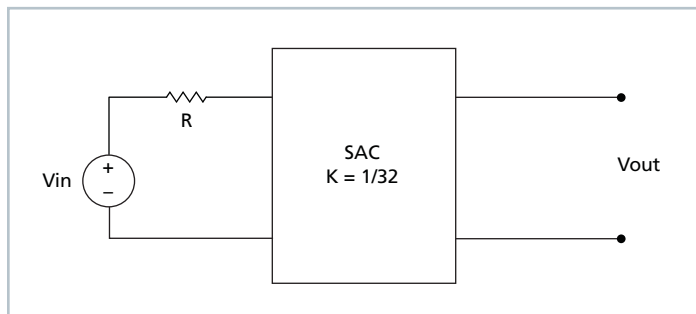 R
SAC
K = 1/32
Vin
+
–
Vout